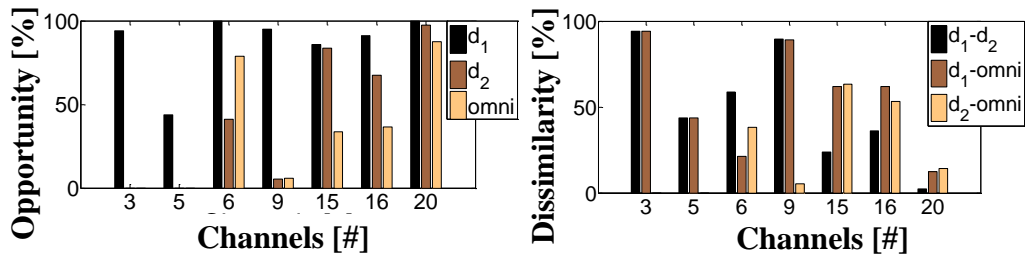 Opportunity [%]
100
50
0
3 5 6 9 15 16 20
Channels [#]
d1
d2
omni
Dissimilarity [%]
100
50
0
3 5 6 9 15 16 20
Channels [#]
d1-d2
d1-omni
d2-omni